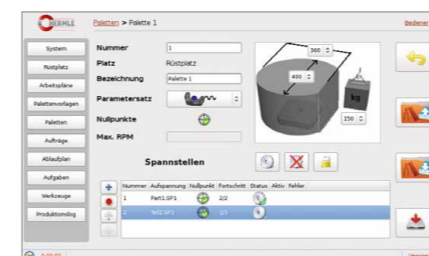 HERMLE
Paletten > Palette 1
Bediener
System
Rüstplatz
Arbeitspläne
Palettenvorlagen
Paletten
Aufträge
Ablaufplan
Aufgaben
Werkzeuge
Produktionslog
Nummer 1
Platz Rüstplatz
Bezeichnung Palette 1
Parametersatz
Nullpunkte
Max. RPM
360
400
kg
150
Spannstellen
Nummer Aufspannung Nullpunkt Fortschritt Status Aktiv Fehler
1 Part1.SP1 2/2
2 Teil2.SP1